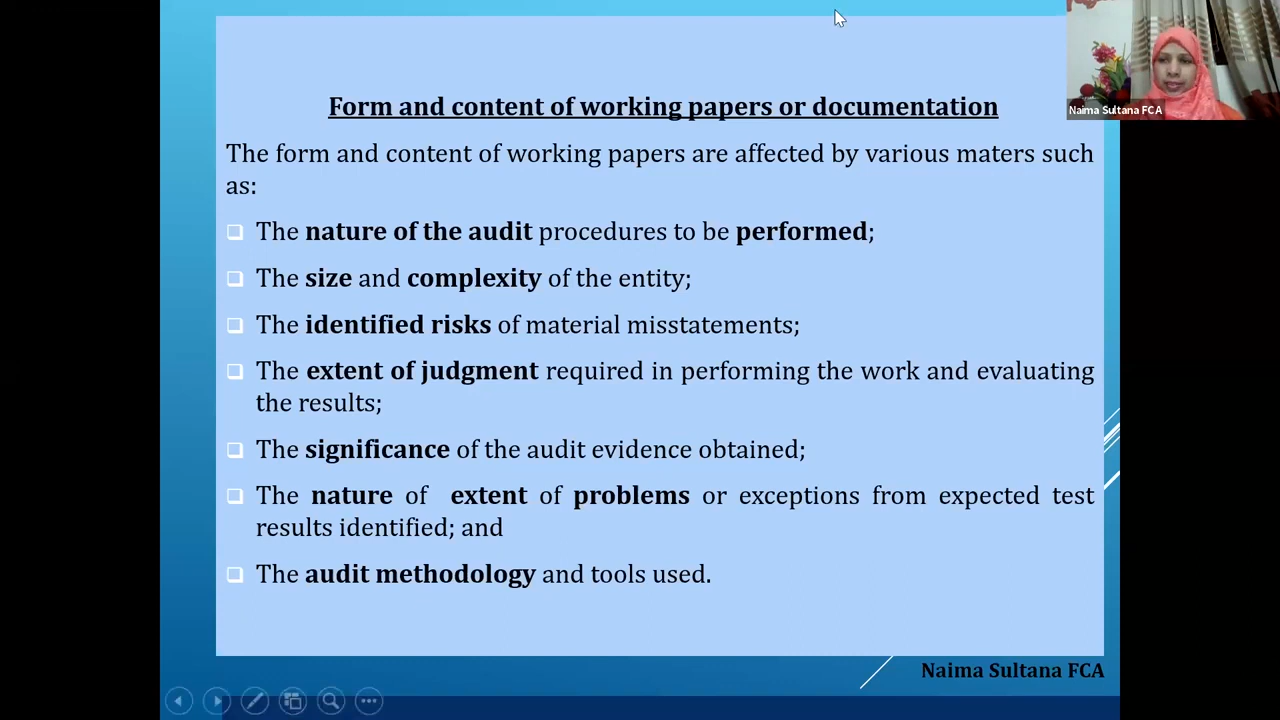 Form and content of working papers or documentation
The form and content of working papers are affected by various maters such
as:
The nature of the audit procedures to be performed;
The size and complexity of the entity;
The identified risks of material misstatements;
The extent of judgment required in performing the work and evaluating
the results;
The significance of the audit evidence obtained;
The nature of extent of problems or exceptions from expected test
results identified; and
The audit methodology and tools used.
Naima Sultana FCA
Naima Sultana FCA